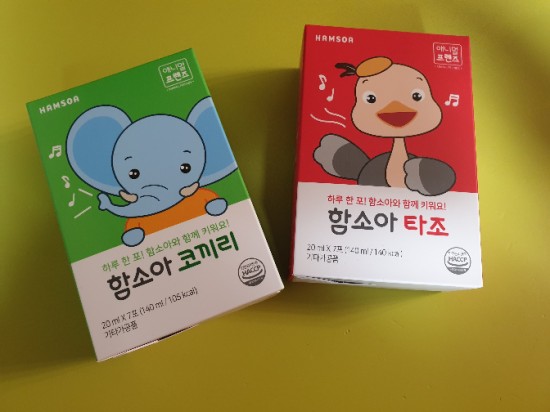 HAMSOA
애니멀
프렌즈
하루 한 포! 함소아와 함께 키워요!
함소아 코끼리
20 ml X 7포 (140 ml / 105 kcal)
기타가공품
HACCP
HAMSOA
애니멀
프렌즈
하루 한 포! 함소아와 함께 키워요!
함소아 타조
20 ml X 7포 (140 ml / 140 kcal)
기타가공품
HACCP